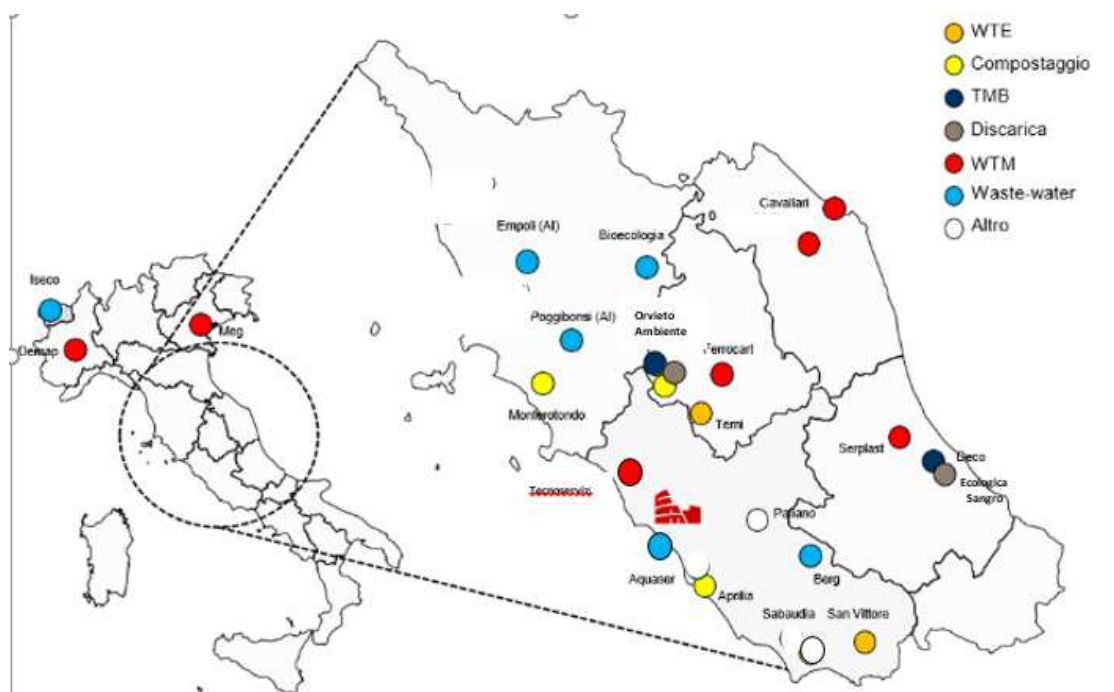 WTE
Compostaggio
TMB
Discarica
WTM
Waste-water
Altro
Cavallari
Empoli (AI)
Bioecologia
Iseco
Poggibonsi (AI)
Orvieto
Ambiente
Meg
Demap
Ferrocart
Monterotondo
Terni
Serplast
Deco
Ecologica
Sangro
Tecnoservizi
Paliano
Aquaser
Berg
Aprilia
Sabaudia
San Vittore